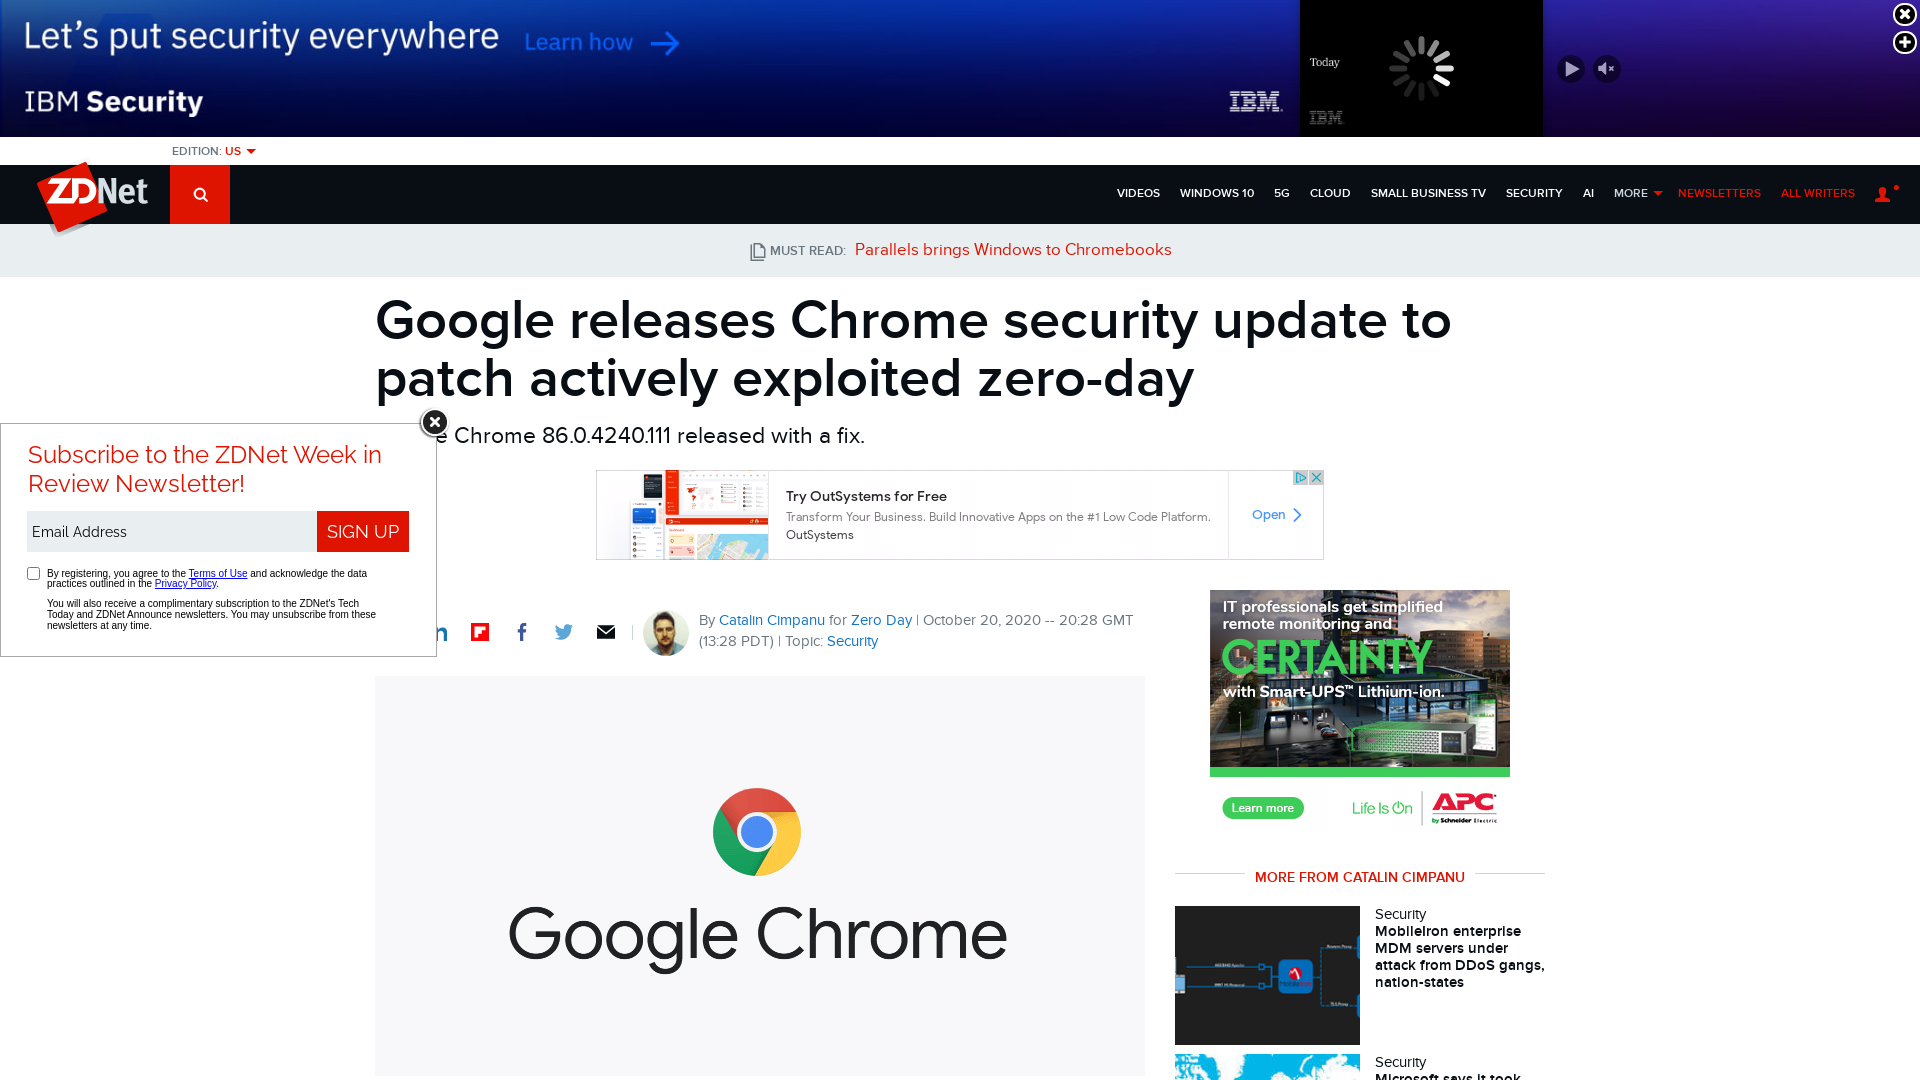 Let's put security everywhere Learn how
IBM Security
IBM
Today
IBM
EDITION: US
ZDNet
VIDEOS WINDOWS 10 5G CLOUD SMALL BUSINESS TV SECURITY AI MORE NEWSLETTERS ALL WRITERS
MUST READ: Parallels brings Windows to Chromebooks
Google releases Chrome security update to
patch actively exploited zero-day
e Chrome 86.0.4240.111 released with a fix.
Subscribe to the ZDNet Week in
Review Newsletter!
Email Address SIGN UP
By registering, you agree to the Terms of Use and acknowledge the data
practices outlined in the Privacy Policy.
You will also receive a complimentary subscription to the ZDNet's Tech
Today and ZDNet Announce newsletters. You may unsubscribe from these
newsletters at any time.
Try OutSystems for Free
Transform Your Business. Build Innovative Apps on the #1 Low Code Platform.
OutSystems
Open
By Catalin Cimpanu for Zero Day | October 20, 2020 -- 20:28 GMT
(13:28 PDT) | Topic: Security
Google Chrome
IT professionals get simplified
remote monitoring and
CERTAINTY
with Smart-UPS™ Lithium-ion.
Learn more
Life Is On
APC
by Schneider Electric
MORE FROM CATALIN CIMPANU
Security
MobileIron enterprise
MDM servers under
attack from DDoS gangs,
nation-states
Security
Microsoft says it took